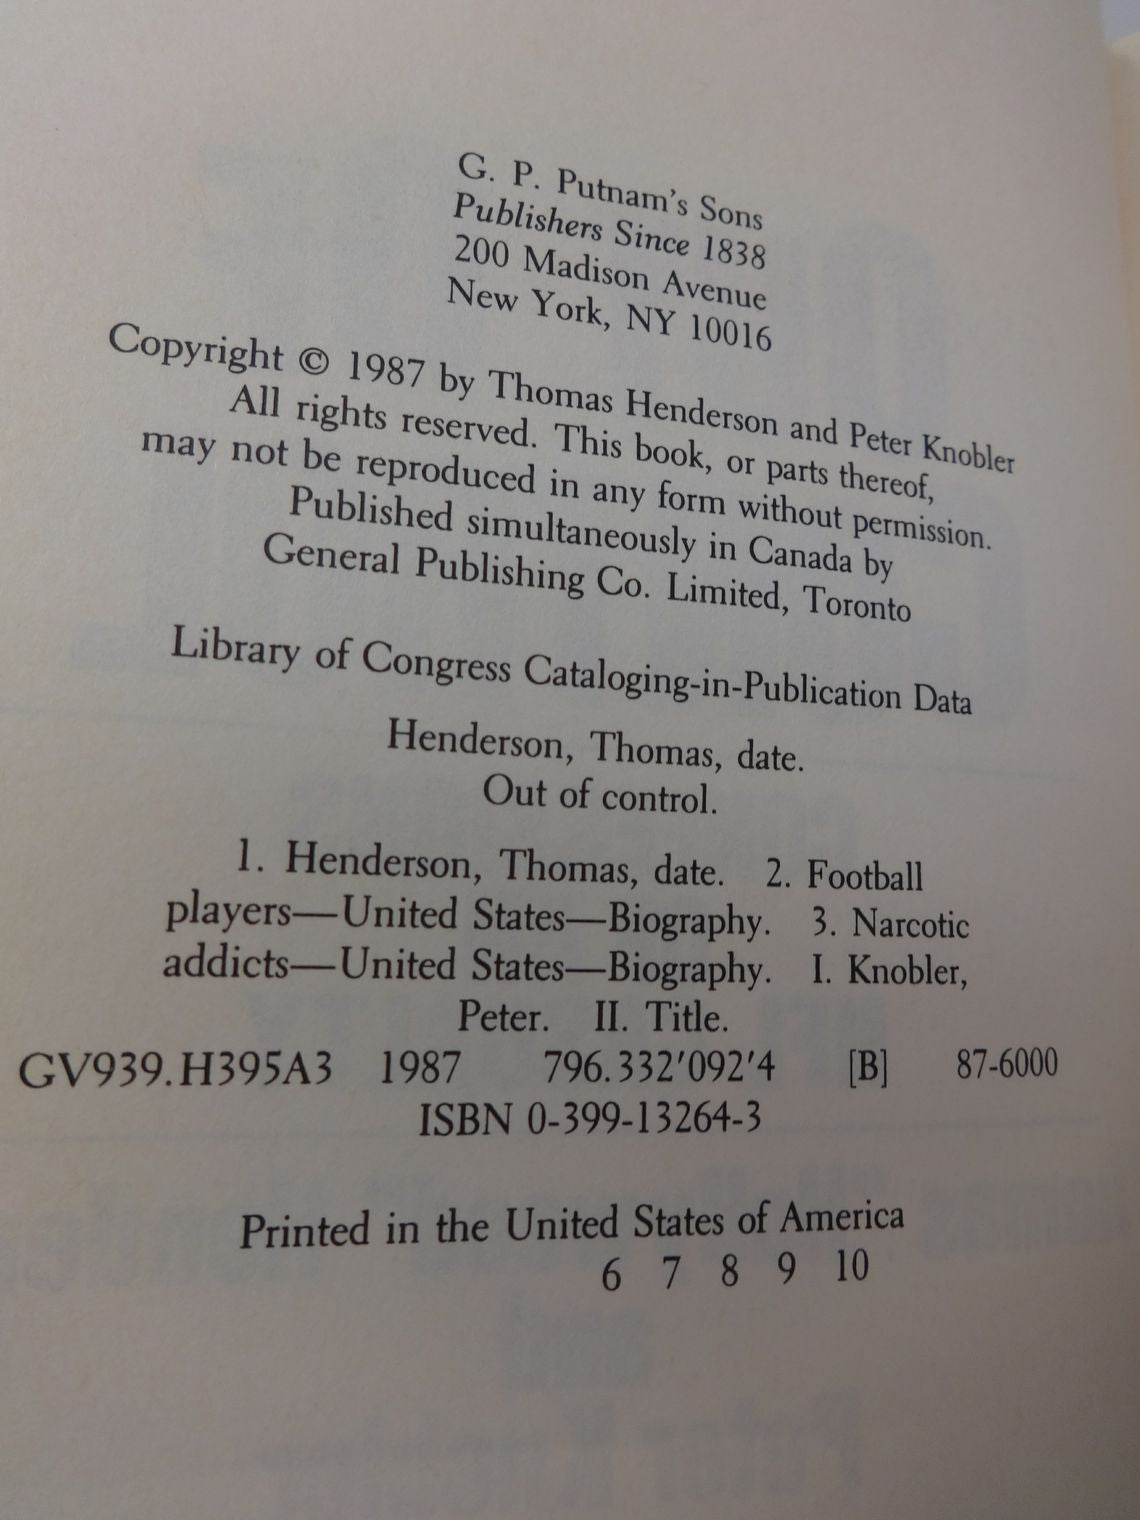 G. P. Putnam's Sons
Publishers Since 1838
200 Madison Avenue
New York, NY 10016
Copyright © 1987 by Thomas Henderson and Peter Knobler
All rights reserved. This book, or parts thereof,
may not be reproduced in any form without permission.
Published simultaneously in Canada by
General Publishing Co. Limited, Toronto
Library of Congress Cataloging-in-Publication Data
Henderson, Thomas, date.
Out of control.
1. Henderson, Thomas, date. 2. Football
players—United States—Biography. 3. Narcotic
addicts—United States—Biography. I. Knobler,
Peter. II. Title.
GV939.H395A3 1987 796.332'092'4 [B] 87-6000
ISBN 0-399-13264-3
Printed in the United States of America
6 7 8 9 10